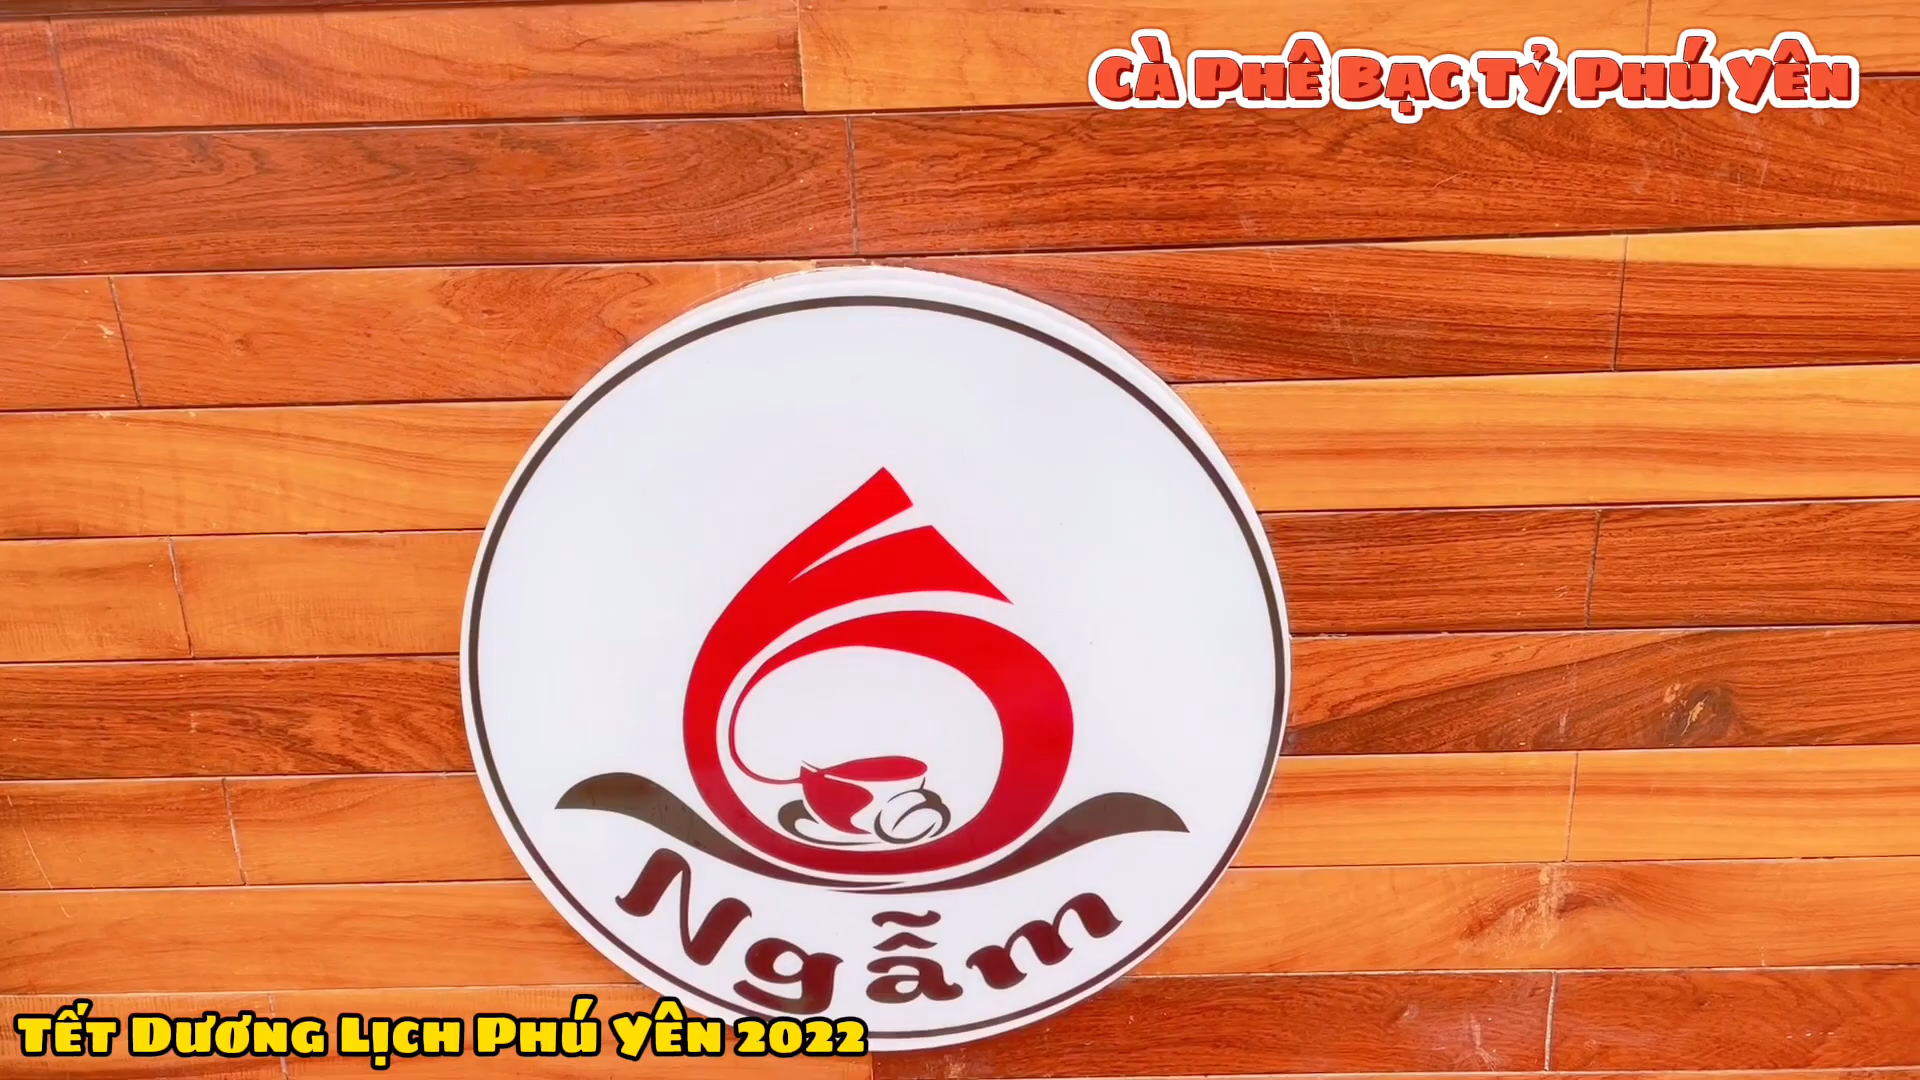 Cà Phê Bạc Tỷ Phú Yên
Ngẫm
Tết Dương Lịch Phú Yên 2022